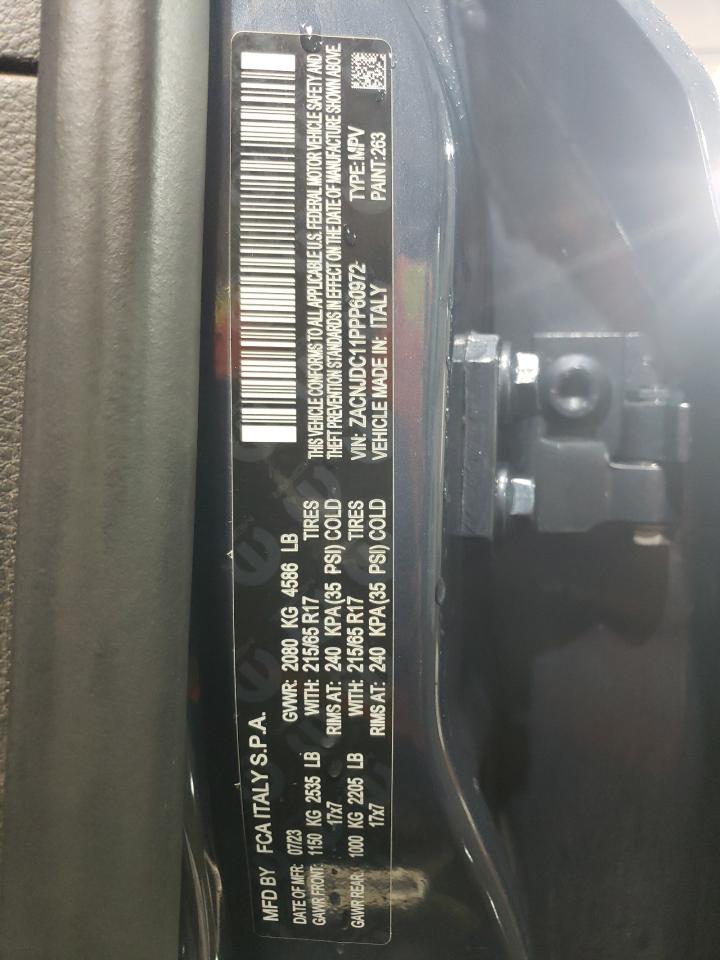 MFD BY FCA ITALY S.P.A.
DATE OF MFR: 07/23 GWWR: 2080 KG 4586 LB
GAWR FRONT: 1150 KG 2535 LB WITH: 215/65 R17 TIRES
17x7 RIMS AT: 240 KPA (35 PSI) COLD
GAWR REAR: 1000 KG 2205 LB WITH: 215/65 R17 TIRES
17x7 RIMS AT: 240 KPA (35 PSI) COLD
THIS VEHICLE CONFORMS TO ALL APPLICABLE U.S. FEDERAL MOTOR VEHICLE SAFETY AND
THEFT PREVENTION STANDARDS IN EFFECT ON THE DATE OF MANUFACTURE SHOWN ABOVE.
VIN: ZACNJDC11PPP60972 TYPE: MPV
VEHICLE MADE IN: ITALY PAINT: 263